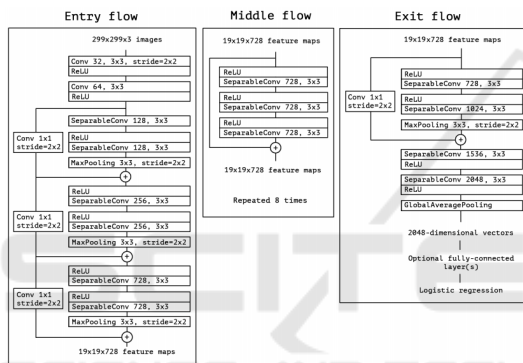 Entry flow
299x299x3 images
Conv 32, 3x3, stride=2x2
ReLU
Conv 64, 3x3
ReLU
Conv 1x1
stride=2x2
SeparableConv 128, 3x3
ReLU
SeparableConv 128, 3x3
MaxPooling 3x3, stride=2x2
+
Conv 1x1
stride=2x2
ReLU
SeparableConv 256, 3x3
ReLU
SeparableConv 256, 3x3
MaxPooling 3x3, stride=2x2
+
Conv 1x1
stride=2x2
ReLU
SeparableConv 728, 3x3
ReLU
SeparableConv 728, 3x3
MaxPooling 3x3, stride=2x2
+
19x19x728 feature maps
Middle flow
19x19x728 feature maps
ReLU
SeparableConv 728, 3x3
ReLU
SeparableConv 728, 3x3
ReLU
SeparableConv 728, 3x3
+
19x19x728 feature maps
Repeated 8 times
Exit flow
19x19x728 feature maps
Conv 1x1
stride=2x2
ReLU
SeparableConv 728, 3x3
ReLU
SeparableConv 1024, 3x3
MaxPooling 3x3, stride=2x2
+
SeparableConv 1536, 3x3
ReLU
SeparableConv 2048, 3x3
ReLU
GlobalAveragePooling
2048-dimensional vectors
Optional fully-connected
layer(s)
Logistic regression